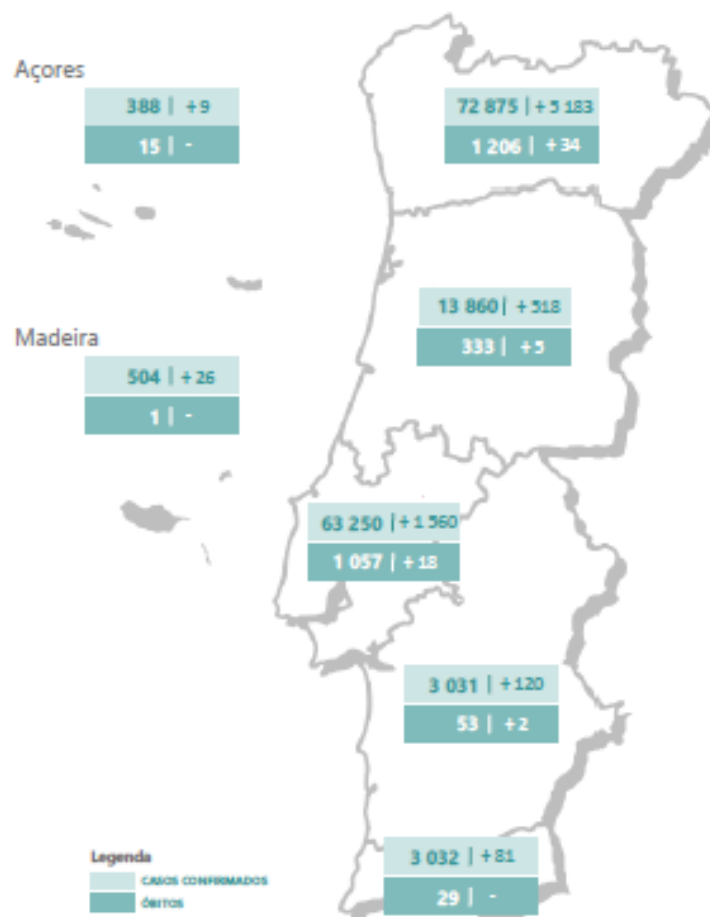 Açores
388 | +9
15 | -
72 875 | +5 183
1 206 | +34
13 860 | +518
333 | +5
Madeira
504 | +26
1 | -
63 250 | +1 560
1 057 | +18
3 031 | +120
53 | +2
3 032 | +81
29 | -
Legenda
CASOS CONFIRMADOS
ÓBITOS